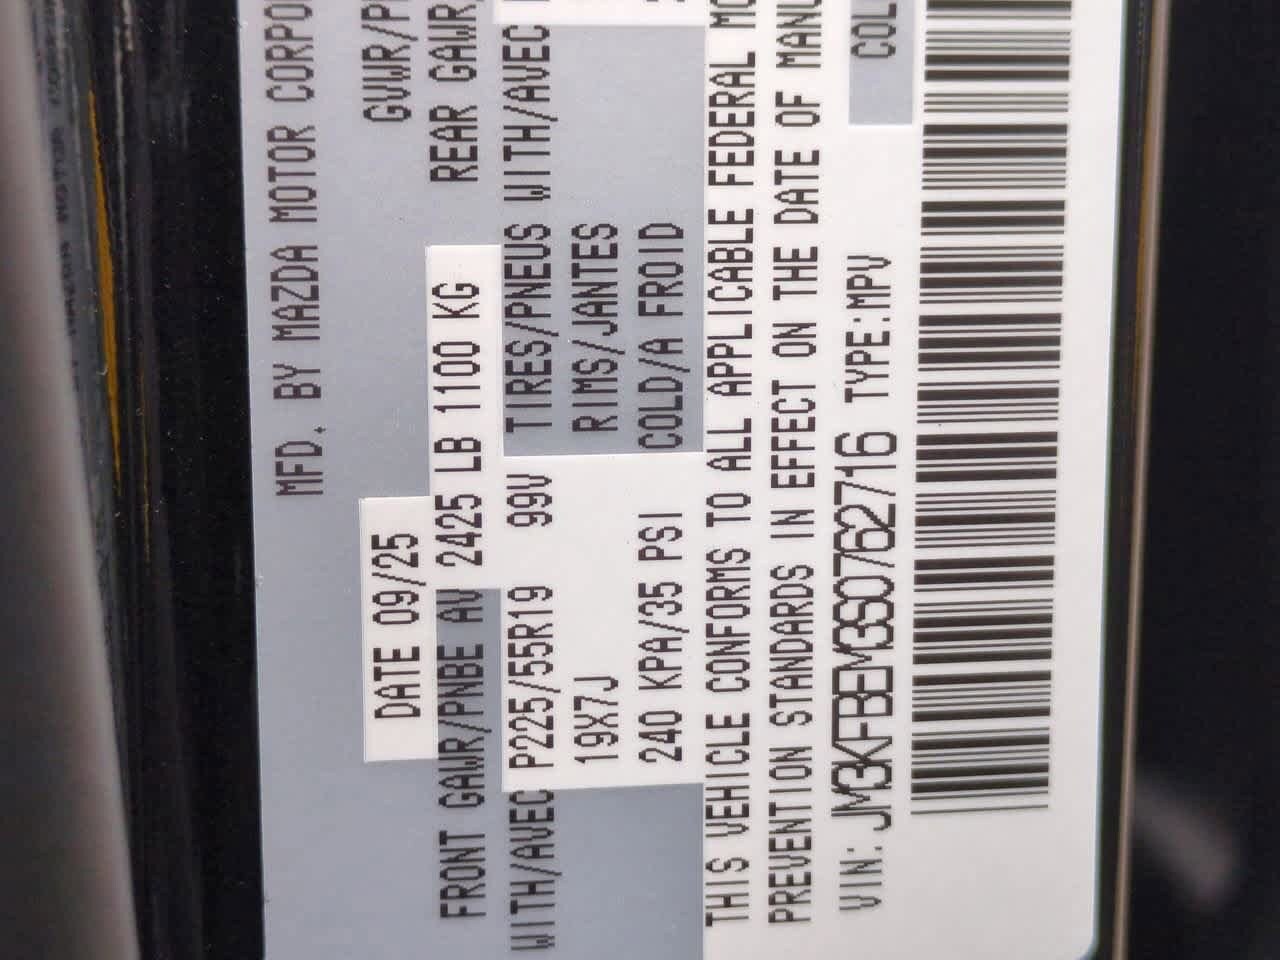 MFD. BY MAZDA MOTOR CORPO
DATE 09/25 GVWR/P
FRONT GAWR/PNBE AV 2425 LB 1100 KG REAR GAWR/
WITH/AVEC P225/55R19 99V TIRES/PNEUS WITH/AVEC
19X7J RIMS/JANTES
240 KPA/35 PSI COLD/A FROID
THIS VEHICLE CONFORMS TO ALL APPLICABLE FEDERAL MO
PREVENTION STANDARDS IN EFFECT ON THE DATE OF MANU
VIN: JM3KFBEM3S0762716 TYPE:MPV COL